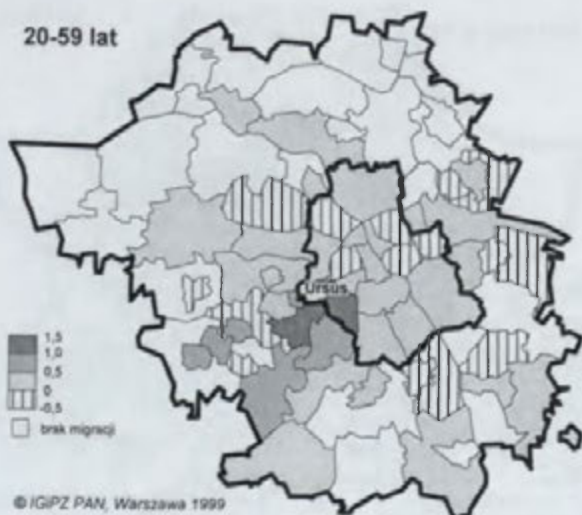 20-59 lat
Ursus
1,5
1,0
0,5
0
-0,5
brak migracji
© IGiPZ PAN, Warszawa 1999